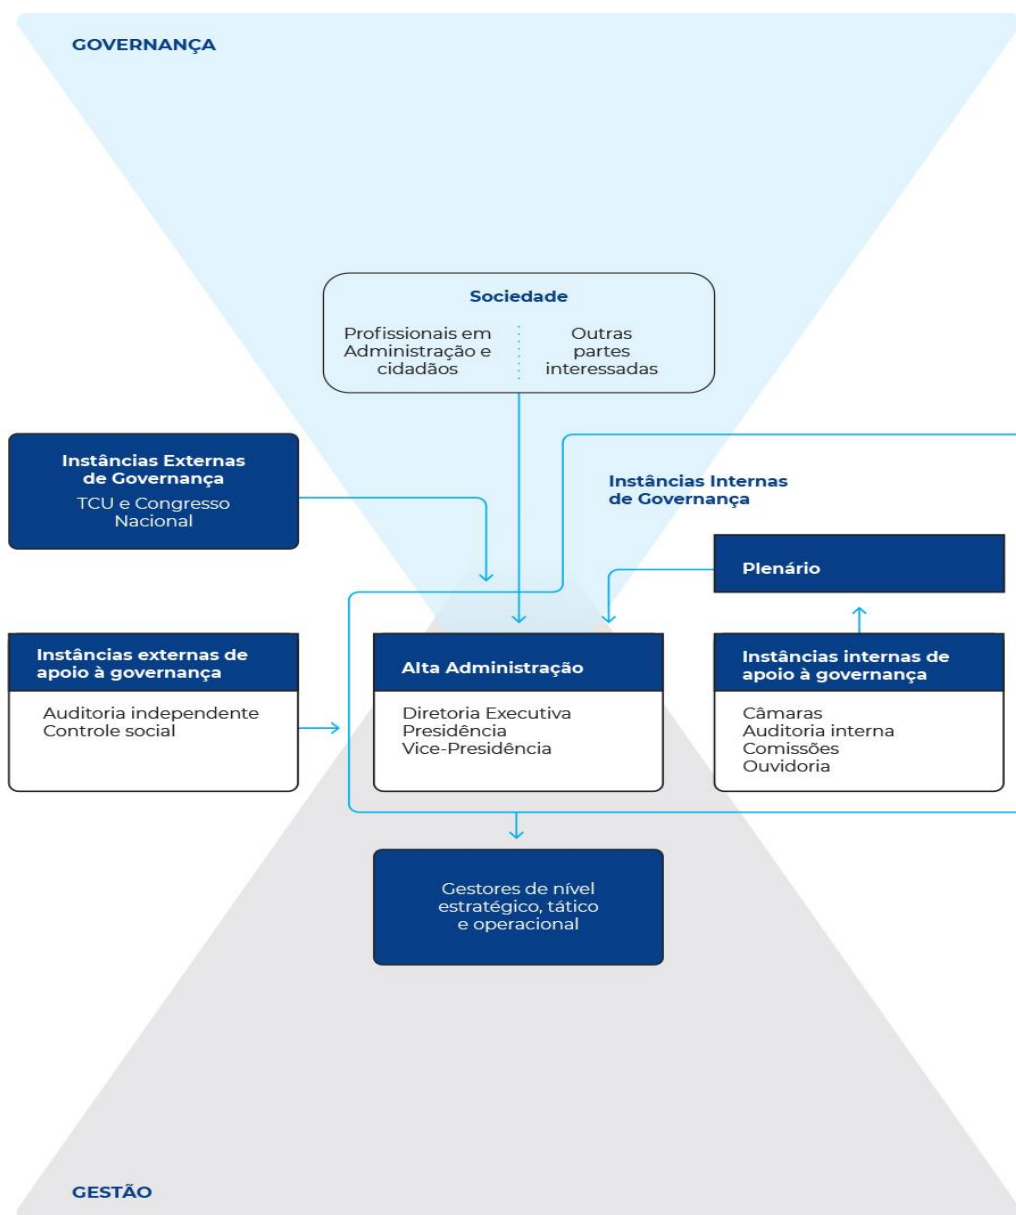 GOVERNANÇA
Sociedade
Profissionais em
Administração e
cidadãos
Outras
partes
interessadas
Instâncias Externas
de Governança
TCU e Congresso
Nacional
Instâncias Internas
de Governança
Plenário
Instâncias externas de
apoio à governança
Auditoria independente
Controle social
Alta Administração
Diretoria Executiva
Presidência
Vice-Presidência
Instâncias internas de
apoio à governança
Câmaras
Auditoria interna
Comissões
Ouvidoria
Gestores de nível
estratégico, tático
e operacional
GESTÃO